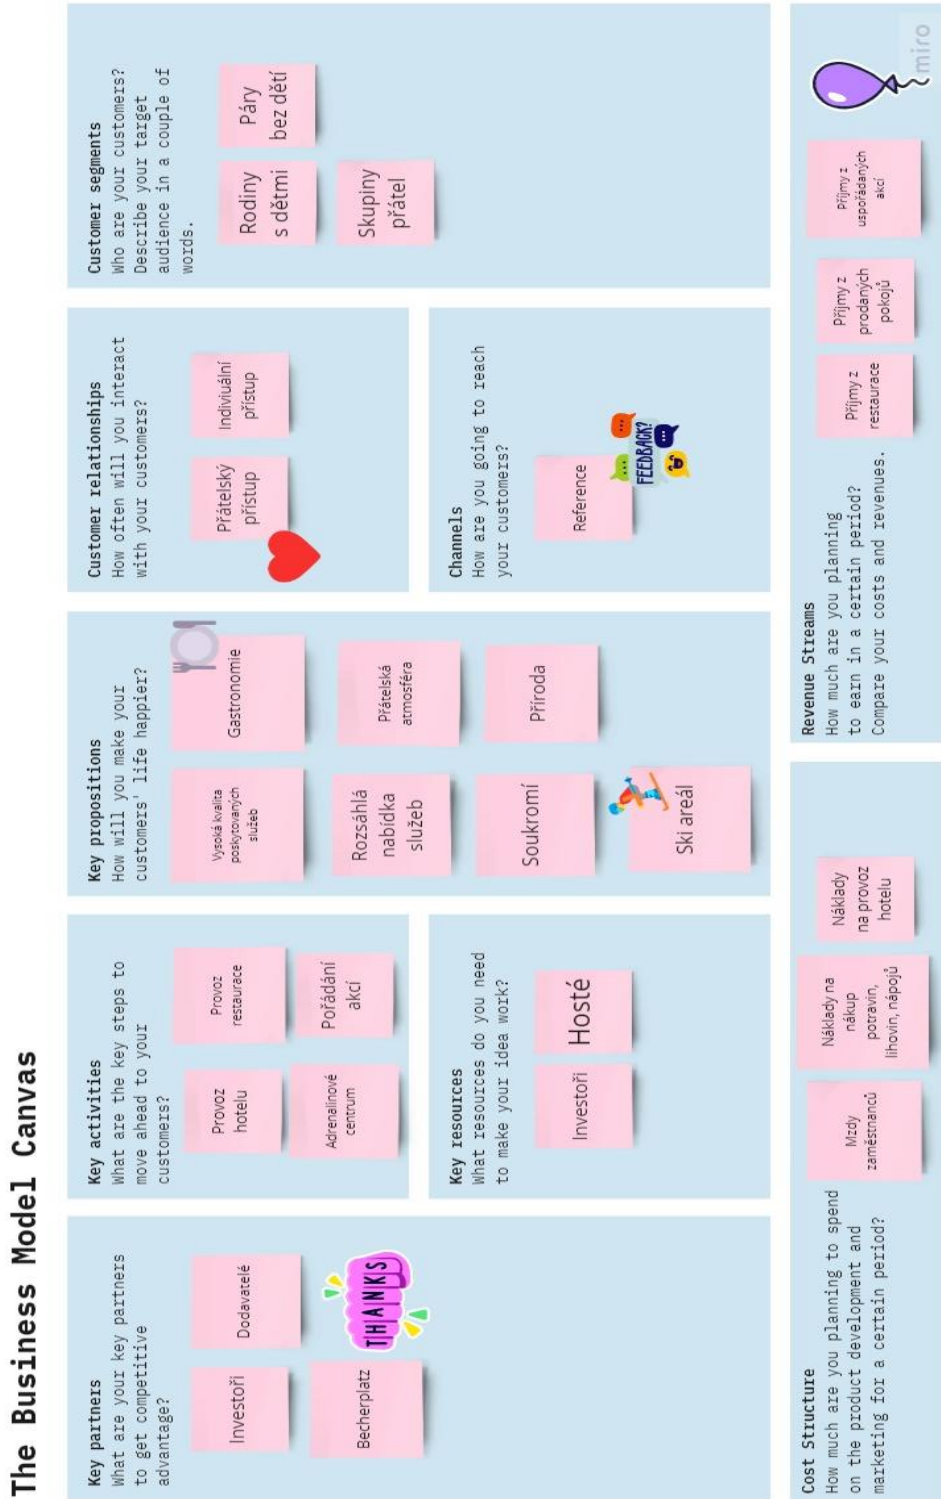 The Business Model Canvas
Key partners
What are your key partners
to get competitive
advantage?
Investoři
Dodavatelé
Becherplatz
THANKS
Key activities
What are the key steps to
move ahead to your
customers?
Provoz
hotelu
Provoz
restaurace
Adrenalinové
centrum
Pořádání
akcí
Key resources
What resources do you need
to make your idea work?
Investoři
Hosté
Key propositions
How will you make your
customers' life happier?
Vysoká kvalita
poskytovaných
služeb
Gastronomie
Rozsáhlá
nabídka
služeb
Přátelská
atmosféra
Soukromí
Příroda
Ski areál
Customer relationships
How often will you interact
with your customers?
Přátelský
přístup
Indiviuální
přístup
Channels
How are you going to reach
your customers?
Reference
FEEDBACK?
Customer segments
Who are your customers?
Describe your target
audience in a couple of
words.
Rodiny
s dětmi
Páry
bez dětí
Skupiny
přátel
Cost Structure
How much are you planning to spend
on the product development and
marketing for a certain period?
Mzdy
zaměstnanců
Náklady na
nákup
potravin,
lihovin, nápojů
Náklady
na provoz
hotelu
Revenue Streams
How much are you planning
to earn in a certain period?
Compare your costs and revenues.
Příjmy z
restaurace
Příjmy z
prodaných
pokojů
Příjmy z
uspořádaných
akcí
miro